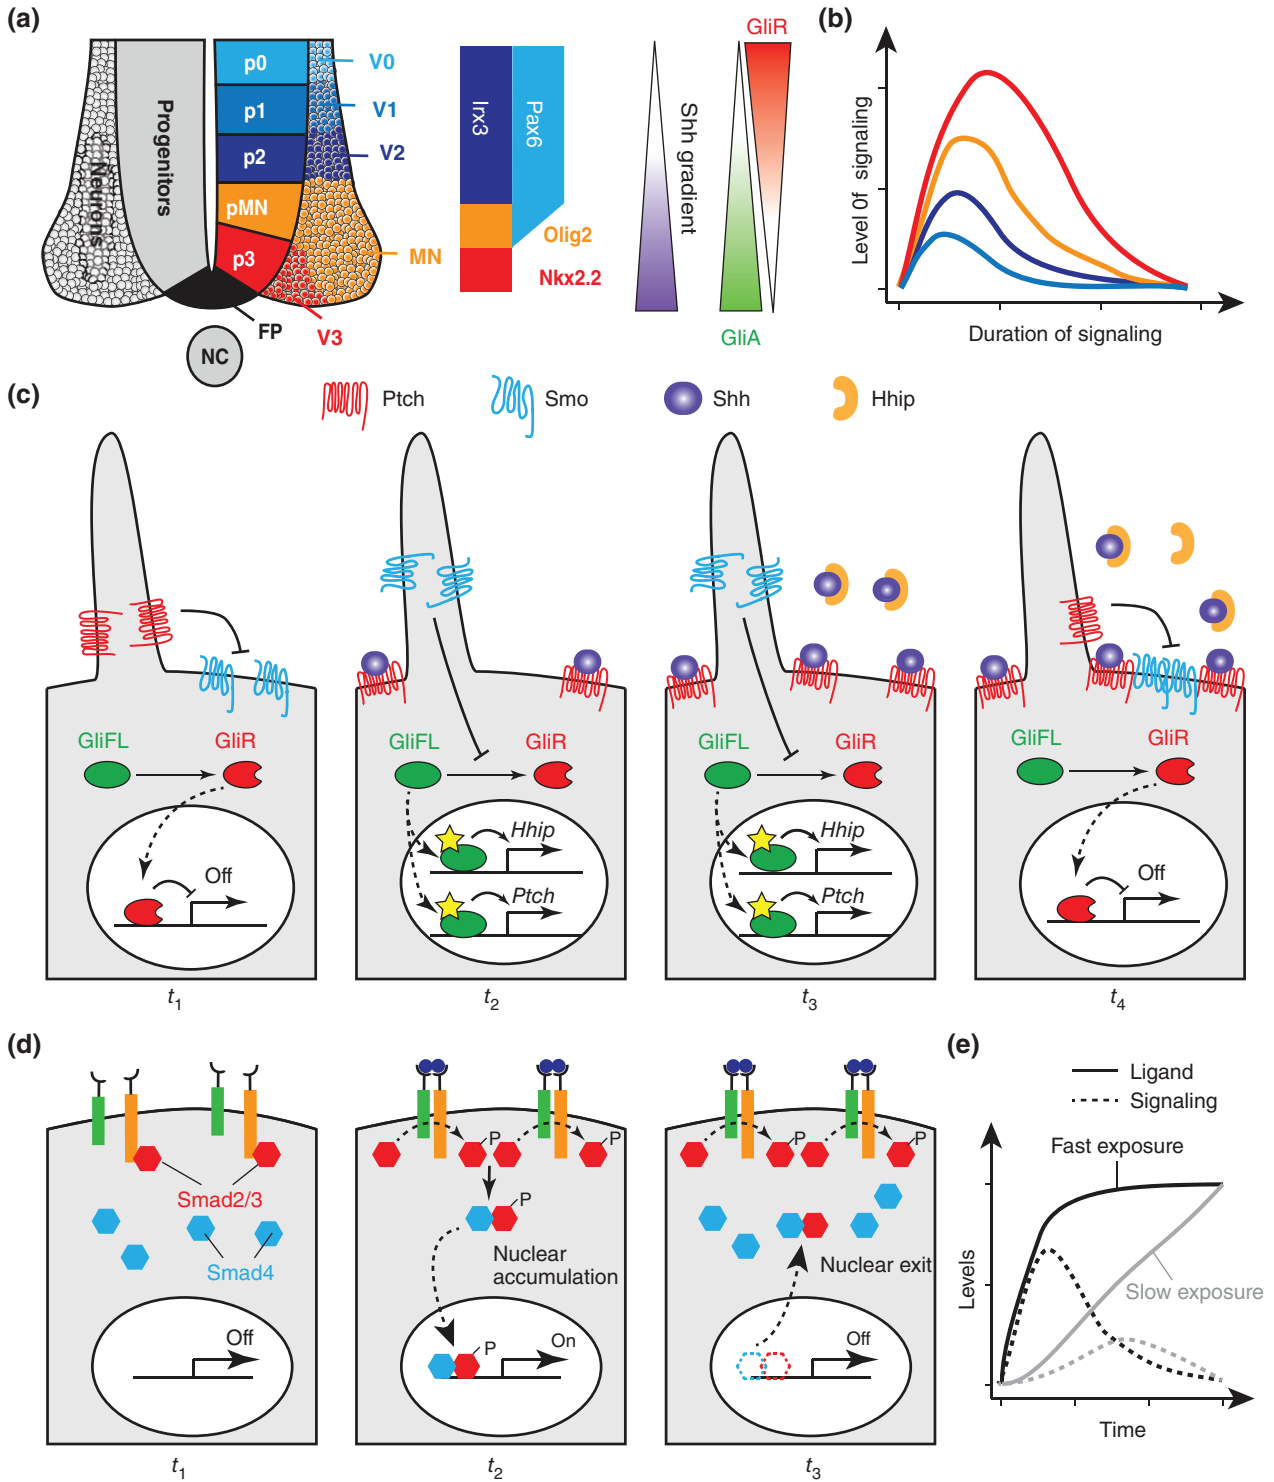 (a)
p0
p1
p2
pMN
p3
V0
V1
V2
MN
V3
FP
NC
Neurons
Progenitors
Irx3
Pax6
Olig2
Nkx2.2
Shh gradient
GliR
GliA
(b)
Level 0f signaling
Duration of signaling
(c)
Ptch
Smo
Shh
Hhip
GliFL
GliR
Off
t1
GliFL
GliR
Hhip
Ptch
t2
GliFL
GliR
Hhip
Ptch
t3
GliFL
GliR
Off
t4
(d)
Smad2/3
Smad4
Off
t1
P
P
P
Nuclear
accumulation
P
On
t2
P
P
Nuclear exit
Off
t3
(e)
Ligand
Signaling
Fast exposure
Slow exposure
Levels
Time